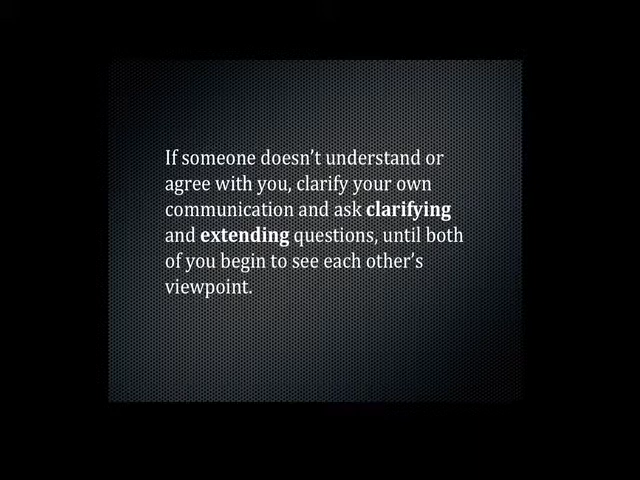 If someone doesn’t understand or
agree with you, clarify your own
communication and ask clarifying
and extending questions, until both
of you begin to see each other’s
viewpoint.